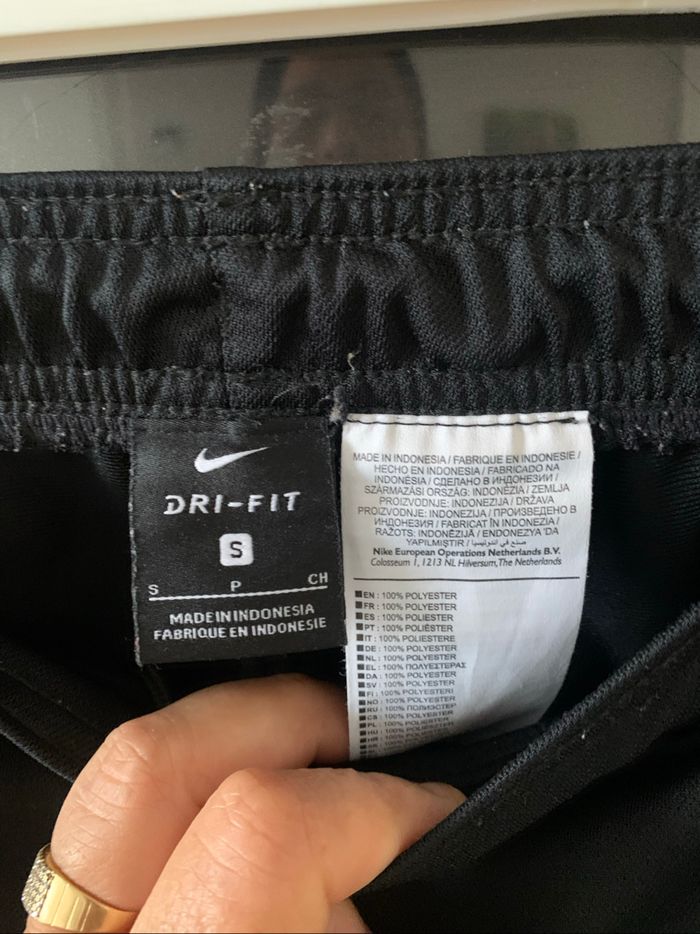 DRI-FIT
S
S P CH
MADE IN INDONESIA
FABRIQUE EN INDONESIE
MADE IN INDONESIA / FABRIQUE EN INDONESIE /
HECHO EN INDONESIA / FABRICADO NA
INDONÉSIA / СДЕЛАНО В ИНДОНЕЗИИ /
SZÁRMAZÁSI ORSZÁG: INDONÉZIA / ZEMLJA
PROIZVODNJE: INDONEZIJA / DRŽAVA
PROIZVODNJE: INDONEZIJA / ПРОИЗВЕДЕНО В
ИНДОНЕЗИЯ / FABRICAT ÎN INDONEZIA /
RAŽOTS: INDONĒZIJĀ / ENDONEZYA 'DA
YAPILMIŞTIR / صنع في اندونيسيا
Nike European Operations Netherlands B.V.
Colosseum 1, 1213 NL Hilversum, The Netherlands
EN : 100% POLYESTER
FR : 100% POLYESTER
ES : 100% POLIÉSTER
PT : 100% POLIÉSTER
IT : 100% POLIESTERE
DE : 100% POLYESTER
NL : 100% POLYESTER
EL : 100% ΠΟΛΥΕΣΤΕΡΑΣ
DA : 100% POLYESTER
SV : 100% POLYESTER
FI : 100% POLYESTERI
NO : 100% POLYESTER
RU : 100% ПОЛИЭСТЕР
CS : 100% POLYESTER
PL : 100% POLYESTER
HU : 100%
HR : 100%